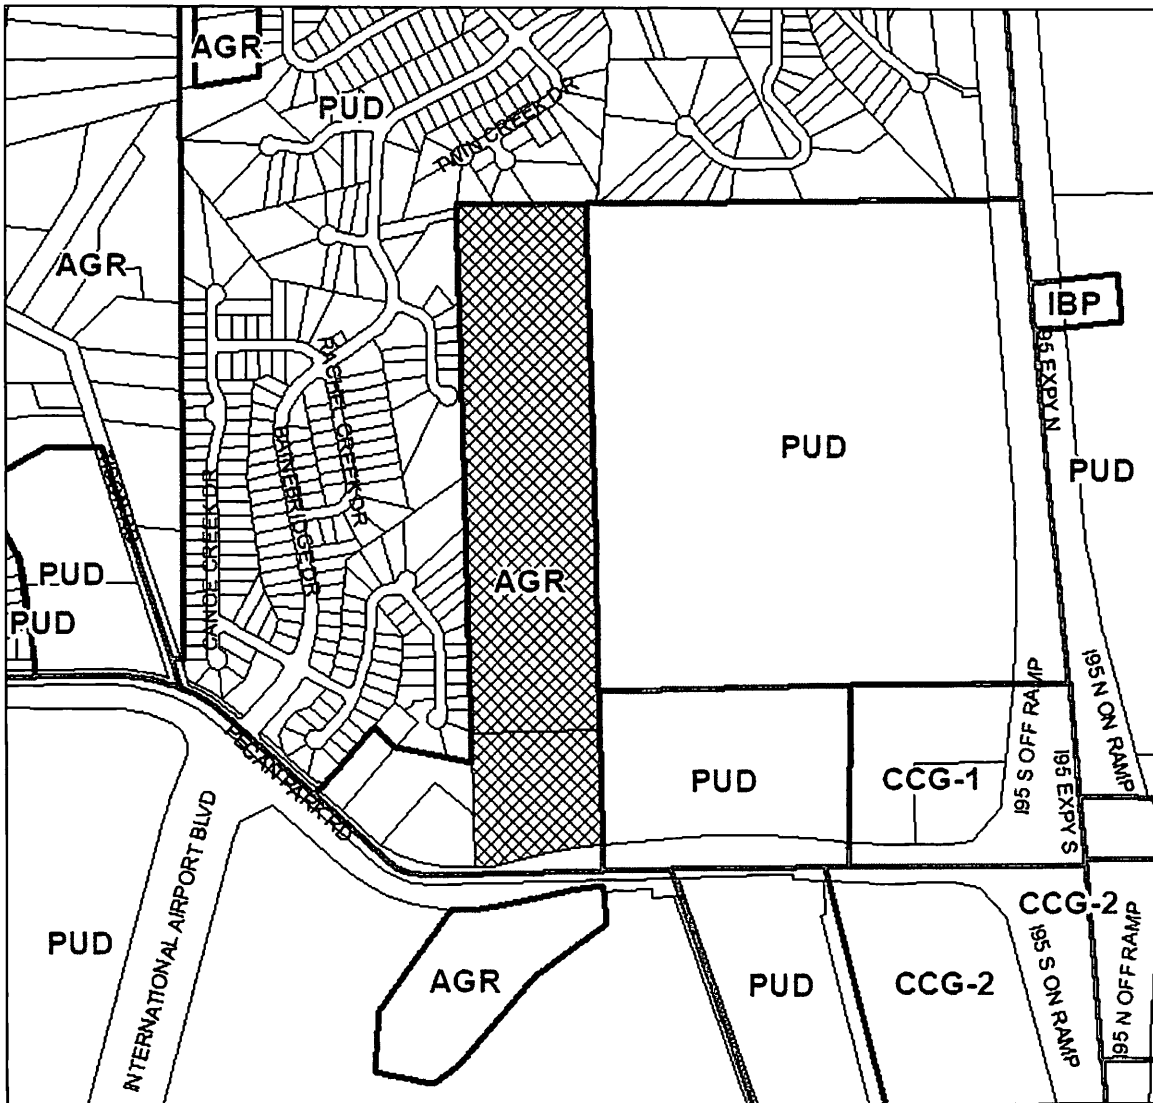 AGR
PUD
TWIN CREEK DR
AGR
IBP
I95 EXPY N
RACHEL CREEK DR
PUD
PUD
BAINEBRIDGE DR
CANOE CREEK DR
PUD
AGR
PUD
I95 S OFF RAMP
I95 N ON RAMP
PECAN PARK RD
PUD
CCG-1
I95 EXPY S
INTERNATIONAL AIRPORT BLVD
CCG-2
PUD
AGR
PUD
CCG-2
I95 S ON RAMP
I95 N OFF RAMP